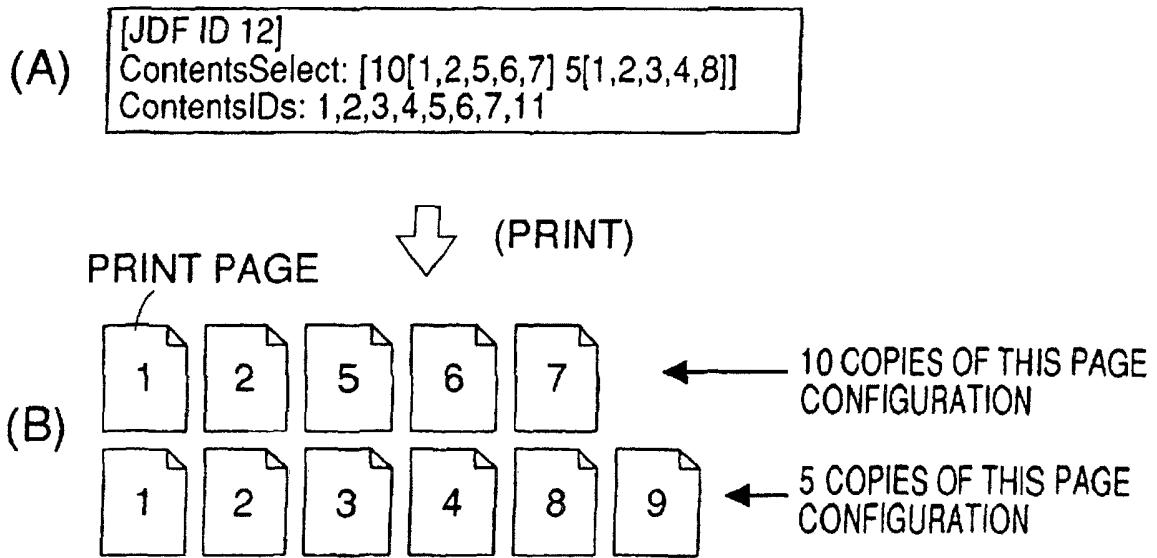 (A)
[JDF ID 12]
ContentsSelect: [10[1,2,5,6,7] 5[1,2,3,4,8]]
ContentsIDs: 1,2,3,4,5,6,7,11
(PRINT)
PRINT PAGE
1 2 5 6 7
10 COPIES OF THIS PAGE
CONFIGURATION
(B)
1 2 3 4 8 9
5 COPIES OF THIS PAGE
CONFIGURATION